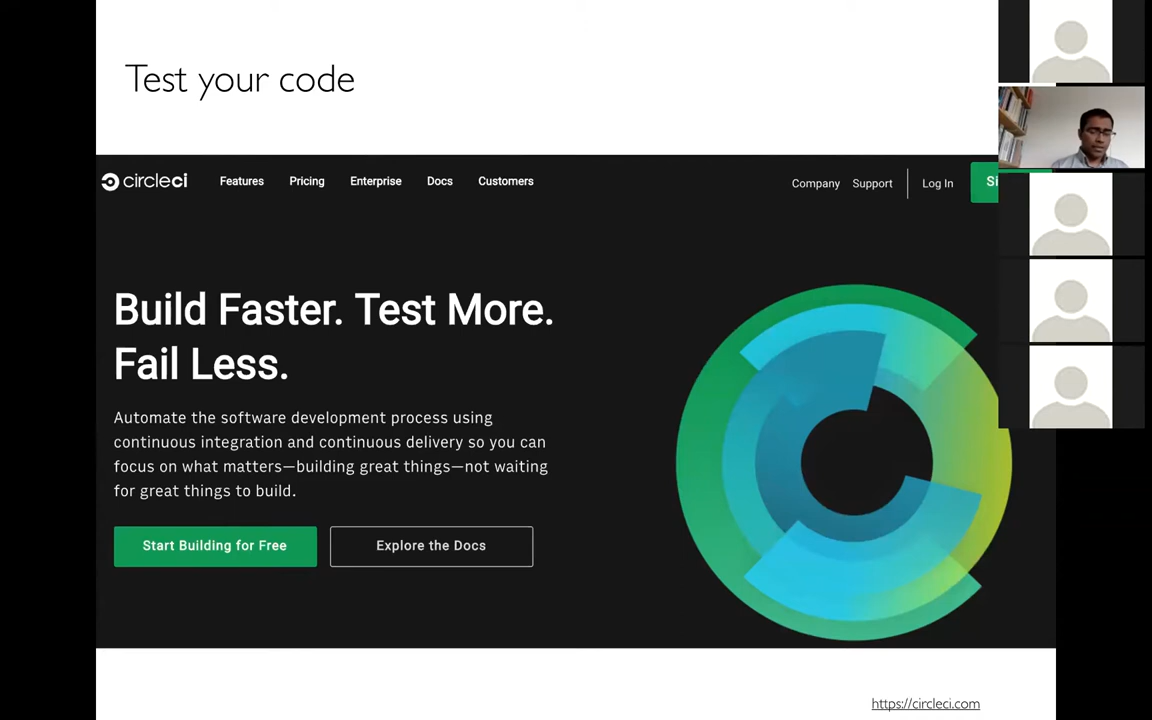 Test your code
circleci
Features Pricing Enterprise Docs Customers
Company Support Log In
Build Faster. Test More.
Fail Less.
Automate the software development process using
continuous integration and continuous delivery so you can
focus on what matters—building great things—not waiting
for great things to build.
Start Building for Free Explore the Docs
https://circleci.com